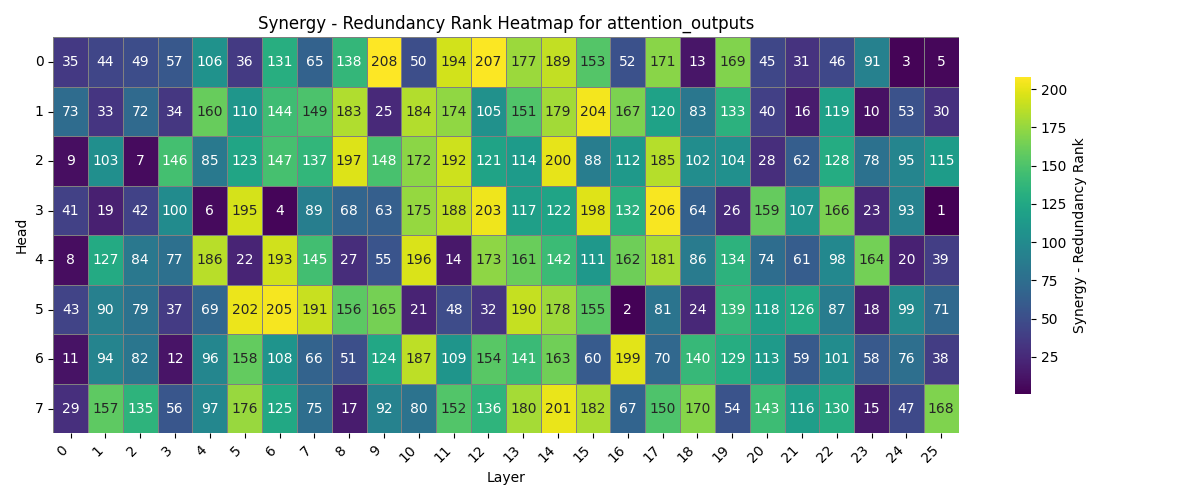 Synergy - Redundancy Rank Heatmap for attention_outputs
0 35 44 49 57 106 36 131 65 138 208 50 194 207 177 189 153 52 171 13 169 45 31 46 91 3 5
1 73 33 72 34 160 110 144 149 183 25 184 174 105 151 179 204 167 120 83 133 40 16 119 10 53 30
2 9 103 7 146 85 123 147 137 197 148 172 192 121 114 200 88 112 185 102 104 28 62 128 78 95 115
3 41 19 42 100 6 195 4 89 68 63 175 188 203 117 122 198 132 206 64 26 159 107 166 23 93 1
4 8 127 84 77 186 22 193 145 27 55 196 14 173 161 142 111 162 181 86 134 74 61 98 164 20 39
5 43 90 79 37 69 202 205 191 156 165 21 48 32 190 178 155 2 81 24 139 118 126 87 18 99 71
6 11 94 82 12 96 158 108 66 51 124 187 109 154 141 163 60 199 70 140 129 113 59 101 58 76 38
7 29 157 135 56 97 176 125 75 17 92 80 152 136 180 201 182 67 150 170 54 143 116 130 15 47 168
0 1 2 3 4 5 6 7 8 9 10 11 12 13 14 15 16 17 18 19 20 21 22 23 24 25
Layer
Head
200
175
150
125
100
75
50
25
Synergy - Redundancy Rank